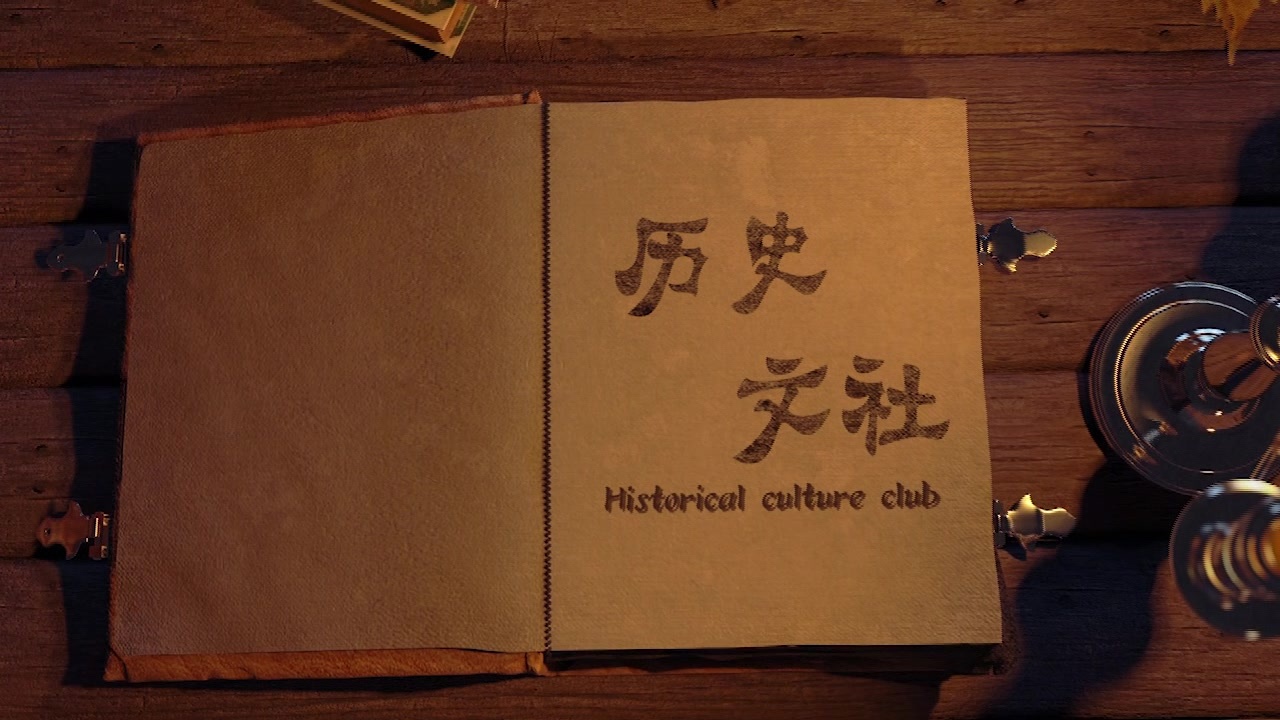 历史
文社
Historical culture club